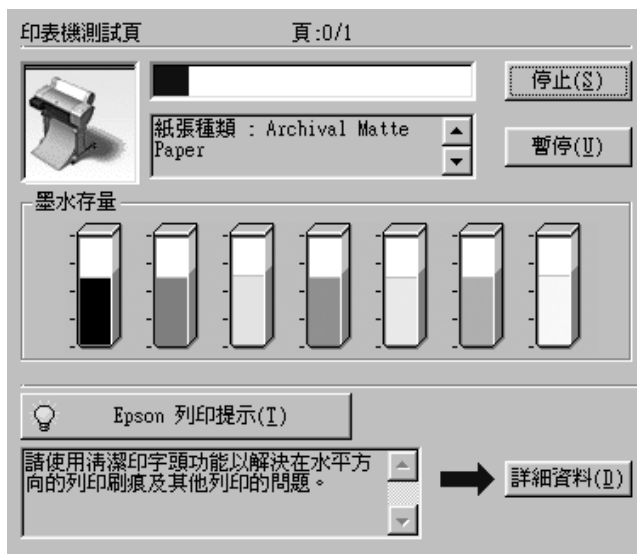 印表機測試頁 頁:0/1
停止(S)
紙張種類 : Archival Matte
Paper
暫停(U)
墨水存量
Epson 列印提示(T)
請使用清潔印字頭功能以解決在水平方
向的列印刷痕及其他列印的問題。
詳細資料(D)